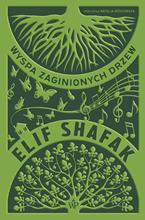 WYSPA ZAGINIONYCH DRZEW
ELIF SHAFAK